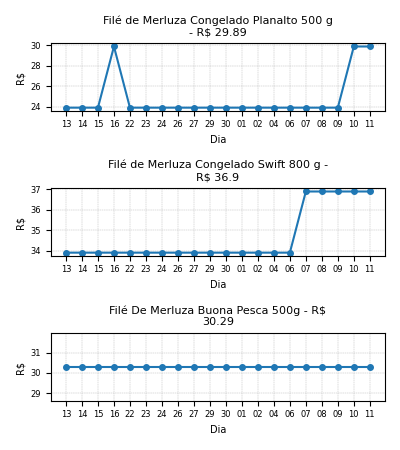 Filé de Merluza Congelado Planalto 500 g
- R$ 29.89
30
28
26
24
R$
13 14 15 16 22 23 24 26 27 29 30 01 02 04 06 07 08 09 10 11
Dia
Filé de Merluza Congelado Swift 800 g -
R$ 36.9
37
36
35
34
R$
13 14 15 16 22 23 24 26 27 29 30 01 02 04 06 07 08 09 10 11
Dia
Filé De Merluza Buona Pesca 500g - R$
30.29
31
30
29
R$
13 14 15 16 22 23 24 26 27 29 30 01 02 04 06 07 08 09 10 11
Dia